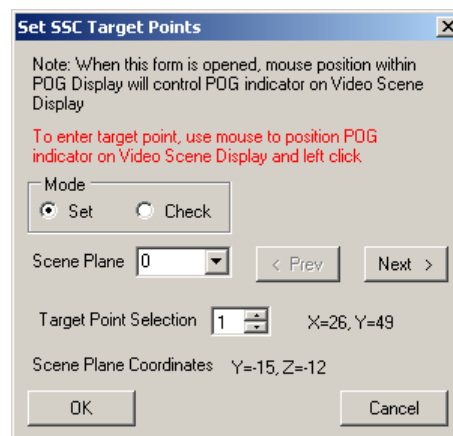 Set SSC Target Points
Note: When this form is opened, mouse position within
POG Display will control POG indicator on Video Scene
Display
To enter target point, use mouse to position POG
indicator on Video Scene Display and left click
Mode
Set Check
Scene Plane 0 < Prev Next >
Target Point Selection 1 X=26, Y=49
Scene Plane Coordinates Y=-15, Z=-12
OK Cancel